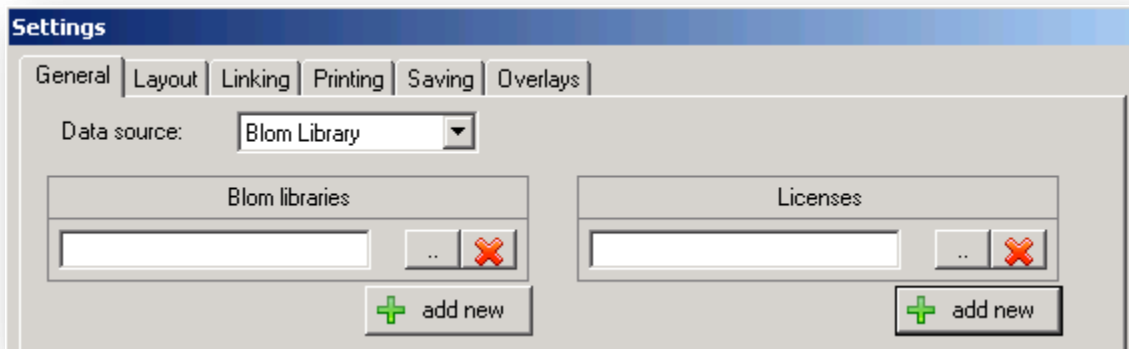 Settings
General Layout Linking Printing Saving Overlays
Data source: Blom Library
Blom libraries Licenses
.. ..
add new add new